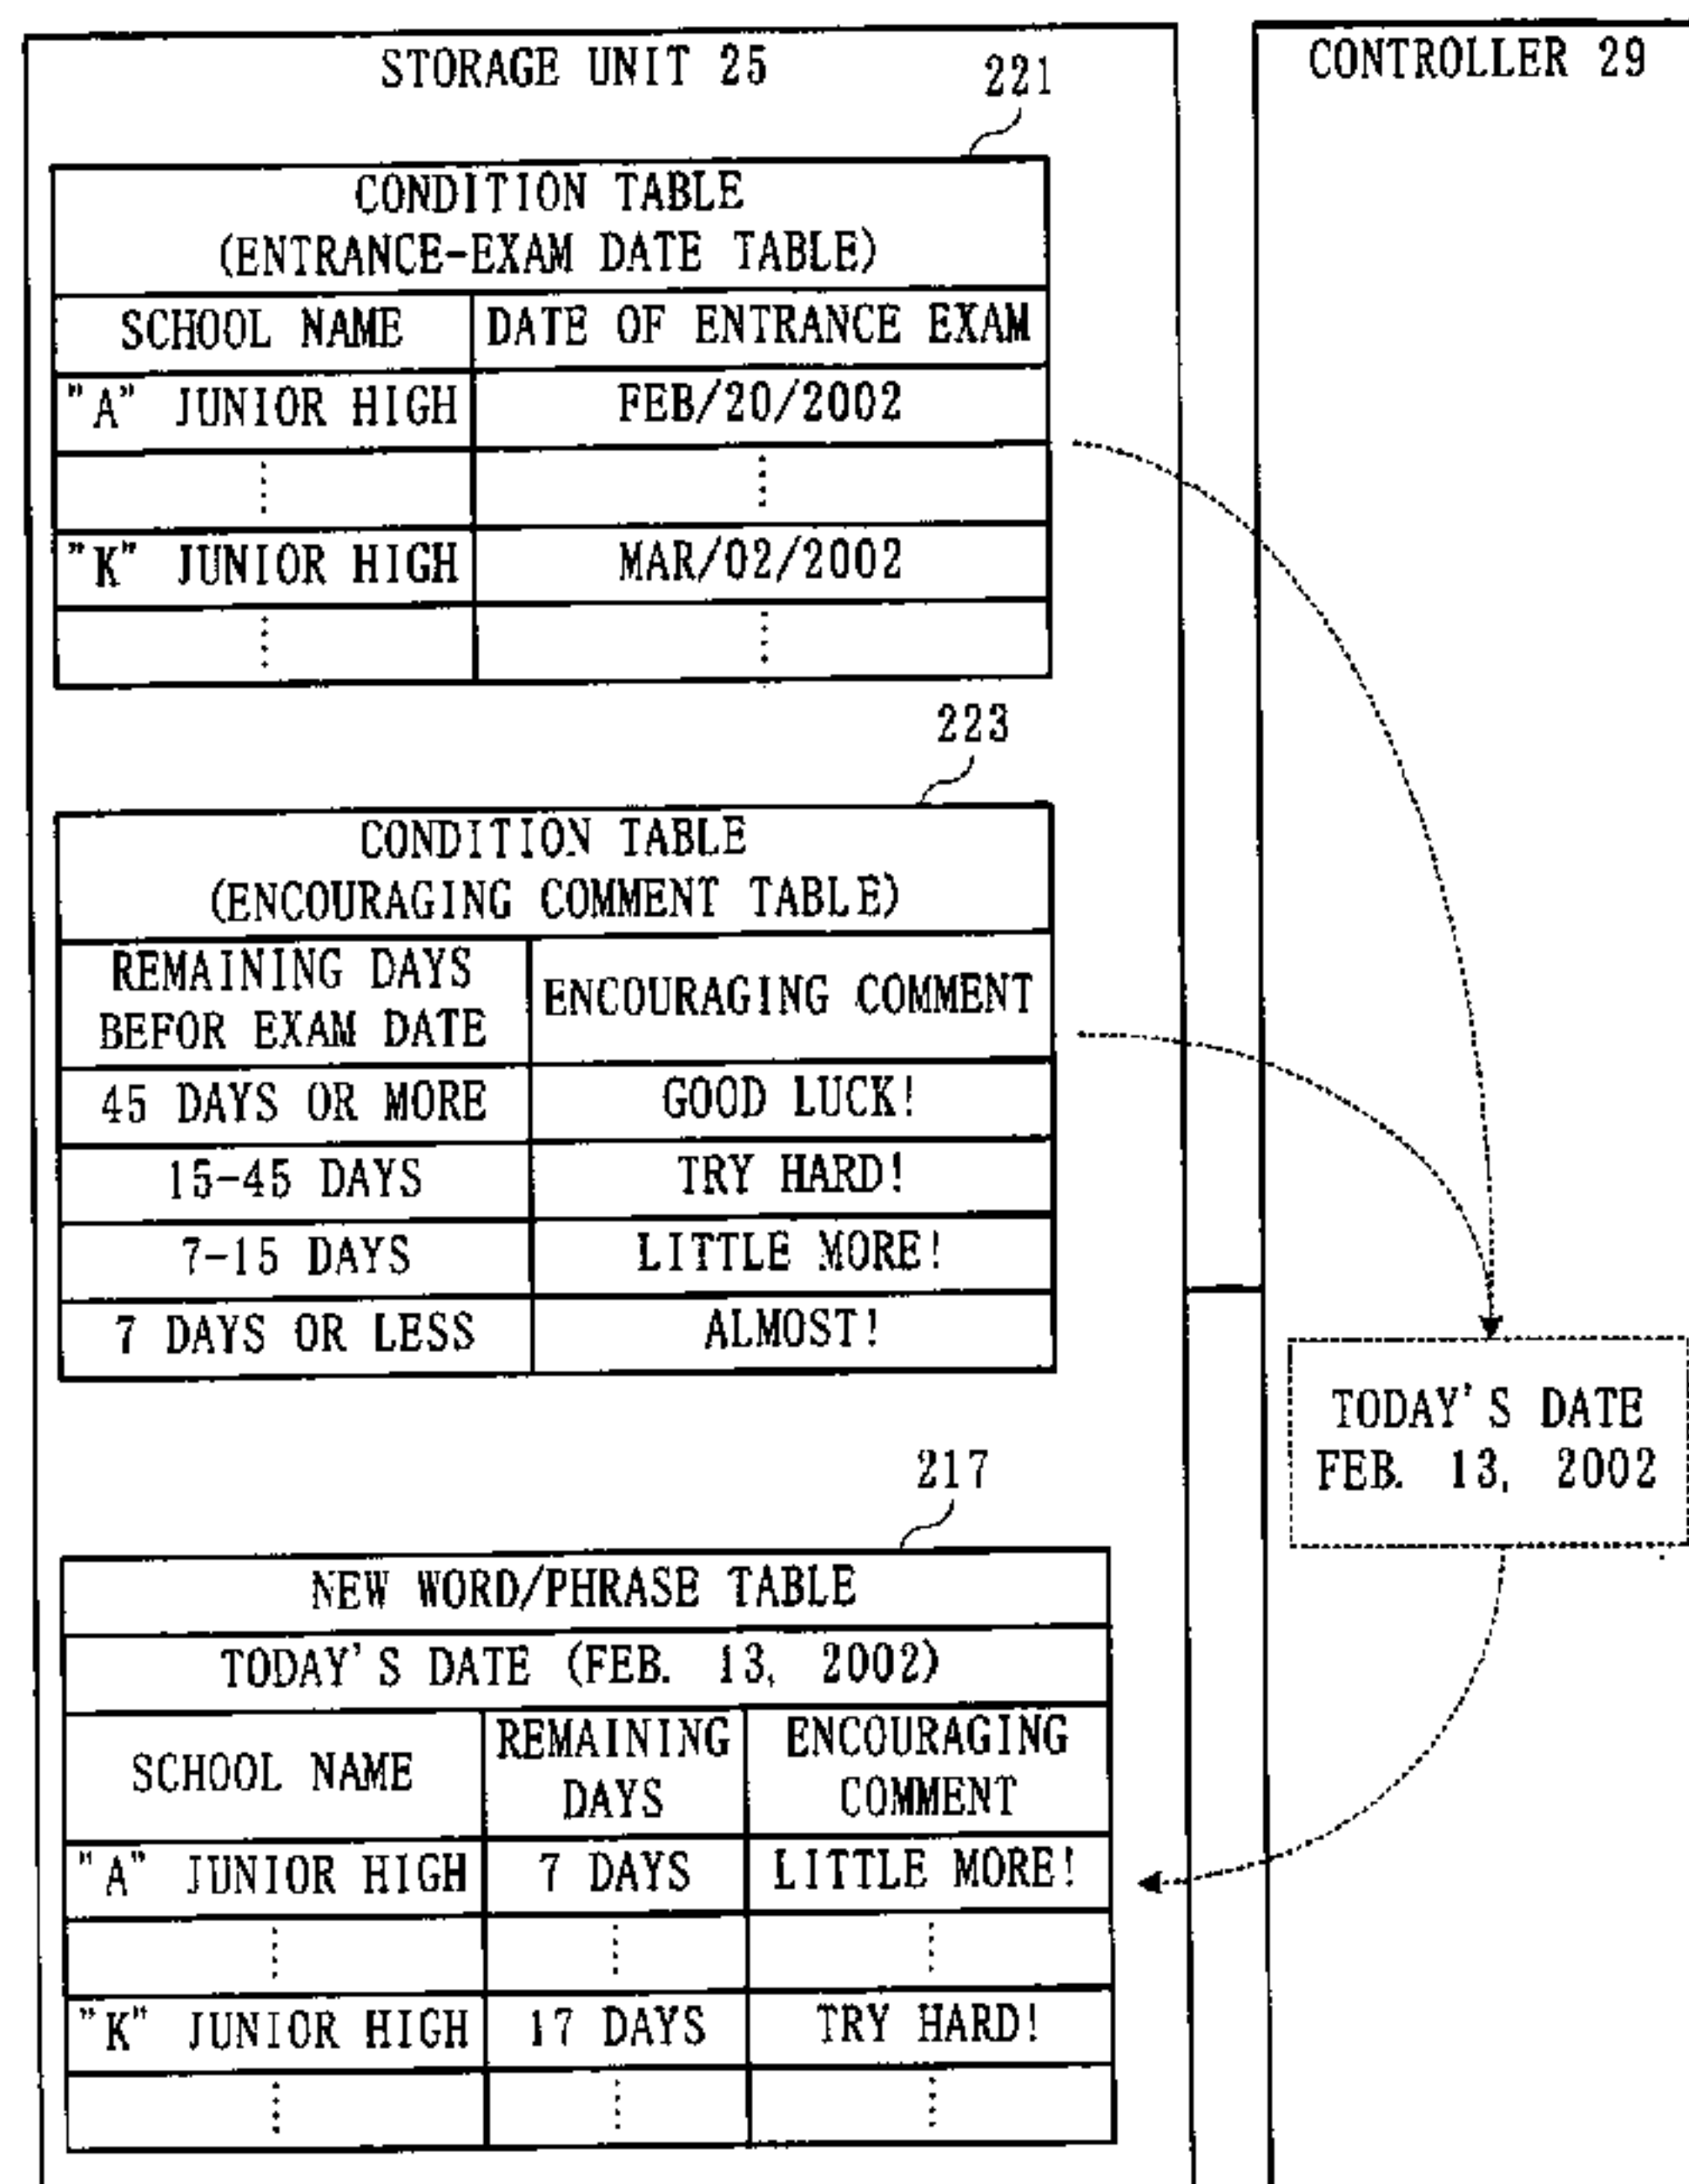 STORAGE UNIT 25
221
CONDITION TABLE
(ENTRANCE-EXAM DATE TABLE)
SCHOOL NAME DATE OF ENTRANCE EXAM
"A" JUNIOR HIGH FEB/20/2002
"K" JUNIOR HIGH MAR/02/2002
223
CONDITION TABLE
(ENCOURAGING COMMENT TABLE)
REMAINING DAYS
BEFOR EXAM DATE
ENCOURAGING COMMENT
45 DAYS OR MORE GOOD LUCK!
15-45 DAYS TRY HARD!
7-15 DAYS LITTLE MORE!
7 DAYS OR LESS ALMOST!
217
NEW WORD/PHRASE TABLE
TODAY'S DATE (FEB. 13, 2002)
SCHOOL NAME
REMAINING
DAYS
ENCOURAGING
COMMENT
"A" JUNIOR HIGH 7 DAYS LITTLE MORE!
"K" JUNIOR HIGH 17 DAYS TRY HARD!
CONTROLLER 29
TODAY'S DATE
FEB. 13, 2002